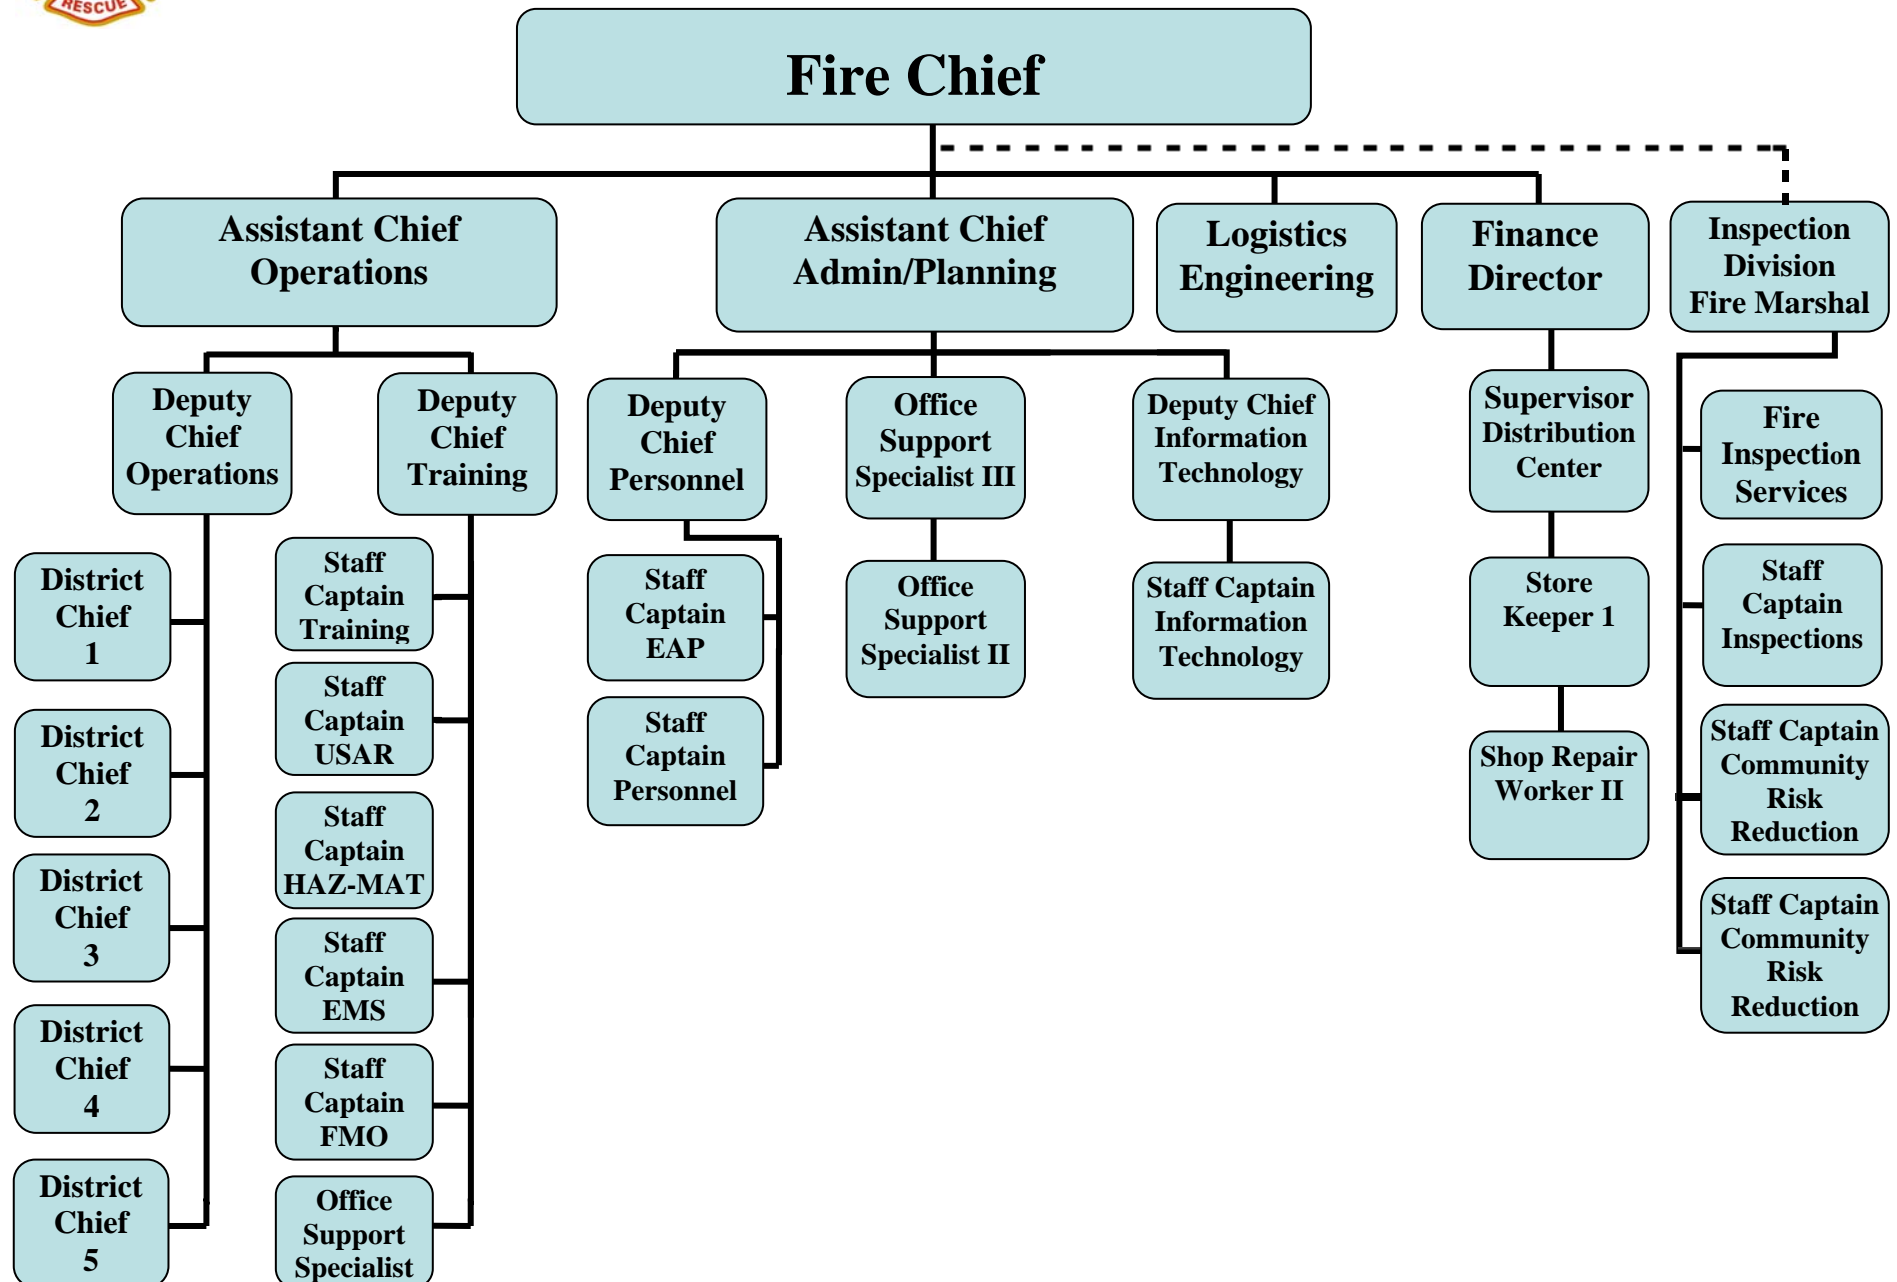 RESCUE
Fire Chief
Assistant Chief
Operations
Assistant Chief
Admin/Planning
Logistics
Engineering
Finance
Director
Inspection
Division
Fire Marshal
Deputy
Chief
Operations
Deputy
Chief
Training
Deputy
Chief
Personnel
Office
Support
Specialist III
Deputy Chief
Information
Technology
Supervisor
Distribution
Center
Fire
Inspection
Services
District
Chief
1
Staff
Captain
Training
Staff
Captain
EAP
Office
Support
Specialist II
Staff Captain
Information
Technology
Store
Keeper 1
Staff
Captain
Inspections
District
Chief
2
Staff
Captain
USAR
Staff
Captain
Personnel
Shop Repair
Worker II
Staff Captain
Community
Risk
Reduction
District
Chief
3
Staff
Captain
HAZ-MAT
Staff Captain
Community
Risk
Reduction
Staff
Captain
EMS
District
Chief
4
Staff
Captain
FMO
District
Chief
5
Office
Support
Specialist